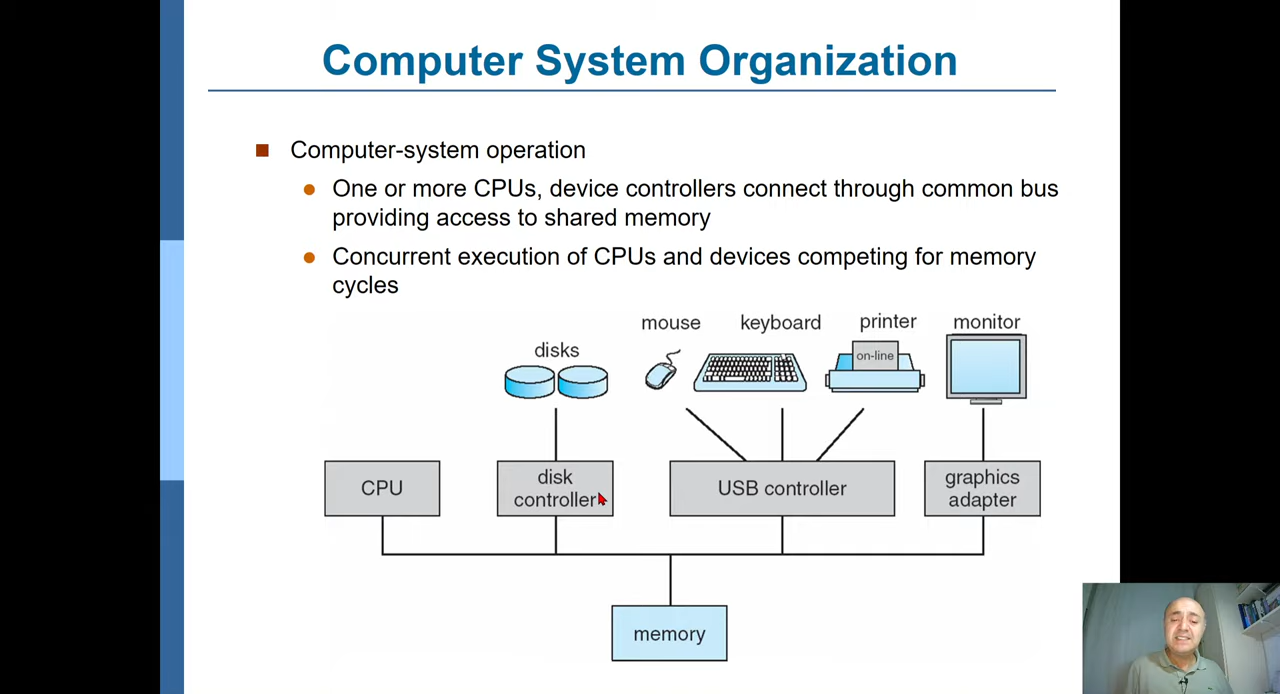 Computer System Organization
Computer-system operation
One or more CPUs, device controllers connect through common bus
providing access to shared memory
Concurrent execution of CPUs and devices competing for memory
cycles
mouse
keyboard
printer
monitor
disks
on-line
CPU
disk
controller
USB controller
graphics
adapter
memory